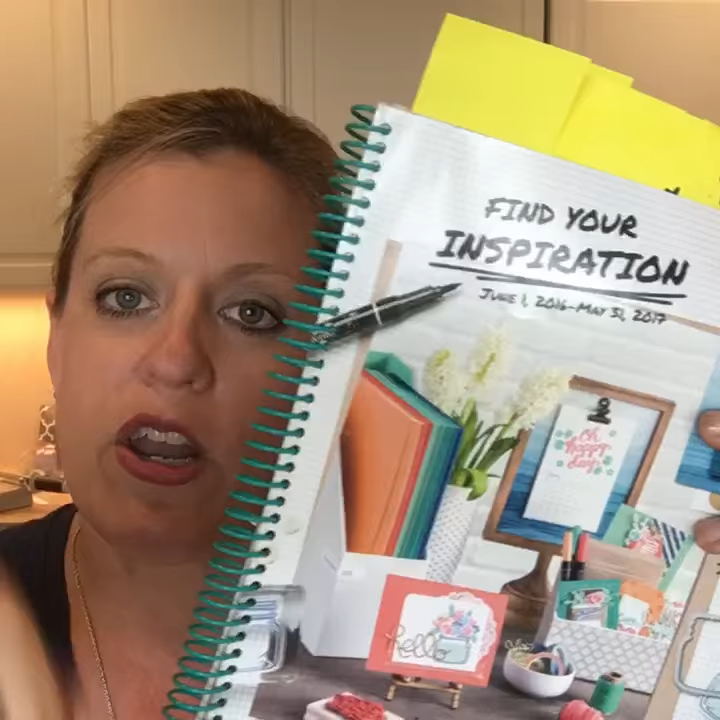 FIND YOUR
INSPIRATION
JUNE 1, 2016–MAY 31, 2017
oh
happy
day
hello